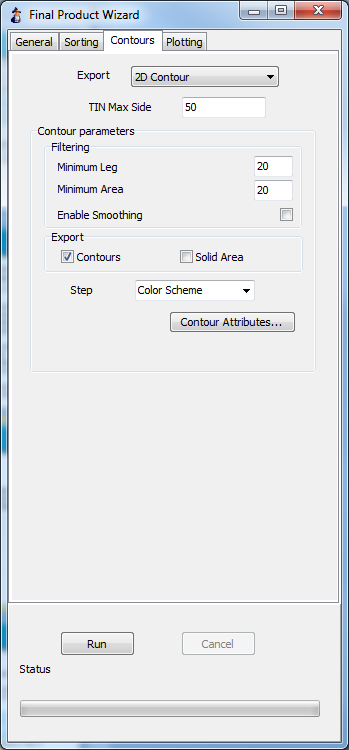 Final Product Wizard
General Sorting Contours Plotting
Export 2D Contour
TIN Max Side 50
Contour parameters
Filtering
Minimum Leg 20
Minimum Area 20
Enable Smoothing
Export
Contours Solid Area
Step Color Scheme
Contour Attributes...
Run Cancel
Status